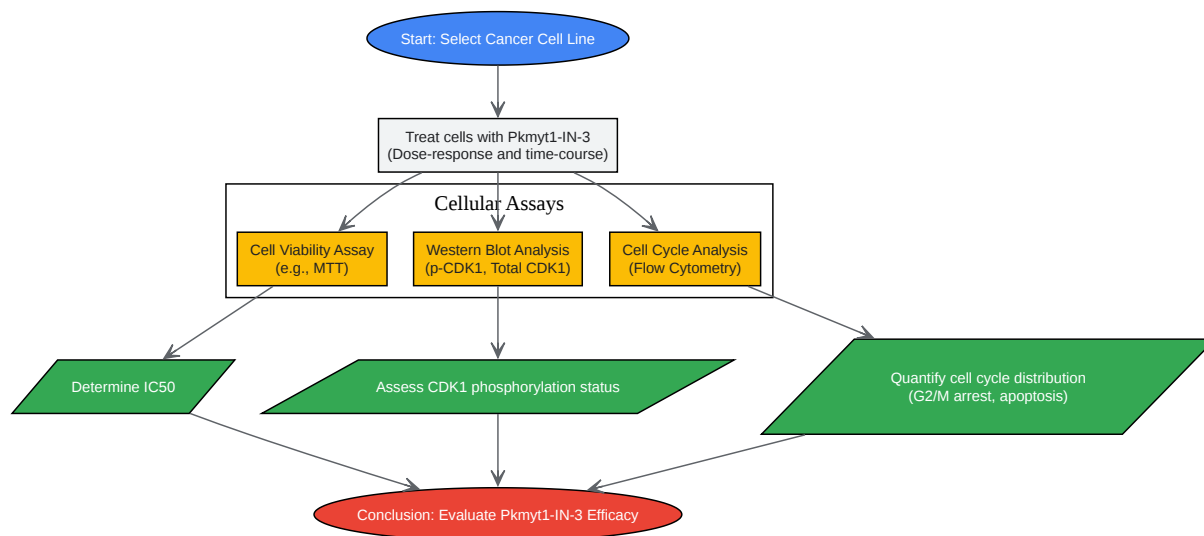 Start: Select Cancer Cell Line
Treat cells with Pkmyt1-IN-3
(Dose-response and time-course)
Cellular Assays
Cell Viability Assay
(e.g., MTT)
Western Blot Analysis
(p-CDK1, Total CDK1)
Cell Cycle Analysis
(Flow Cytometry)
Determine IC50
Assess CDK1 phosphorylation status
Quantify cell cycle distribution
(G2/M arrest, apoptosis)
Conclusion: Evaluate Pkmyt1-IN-3 Efficacy